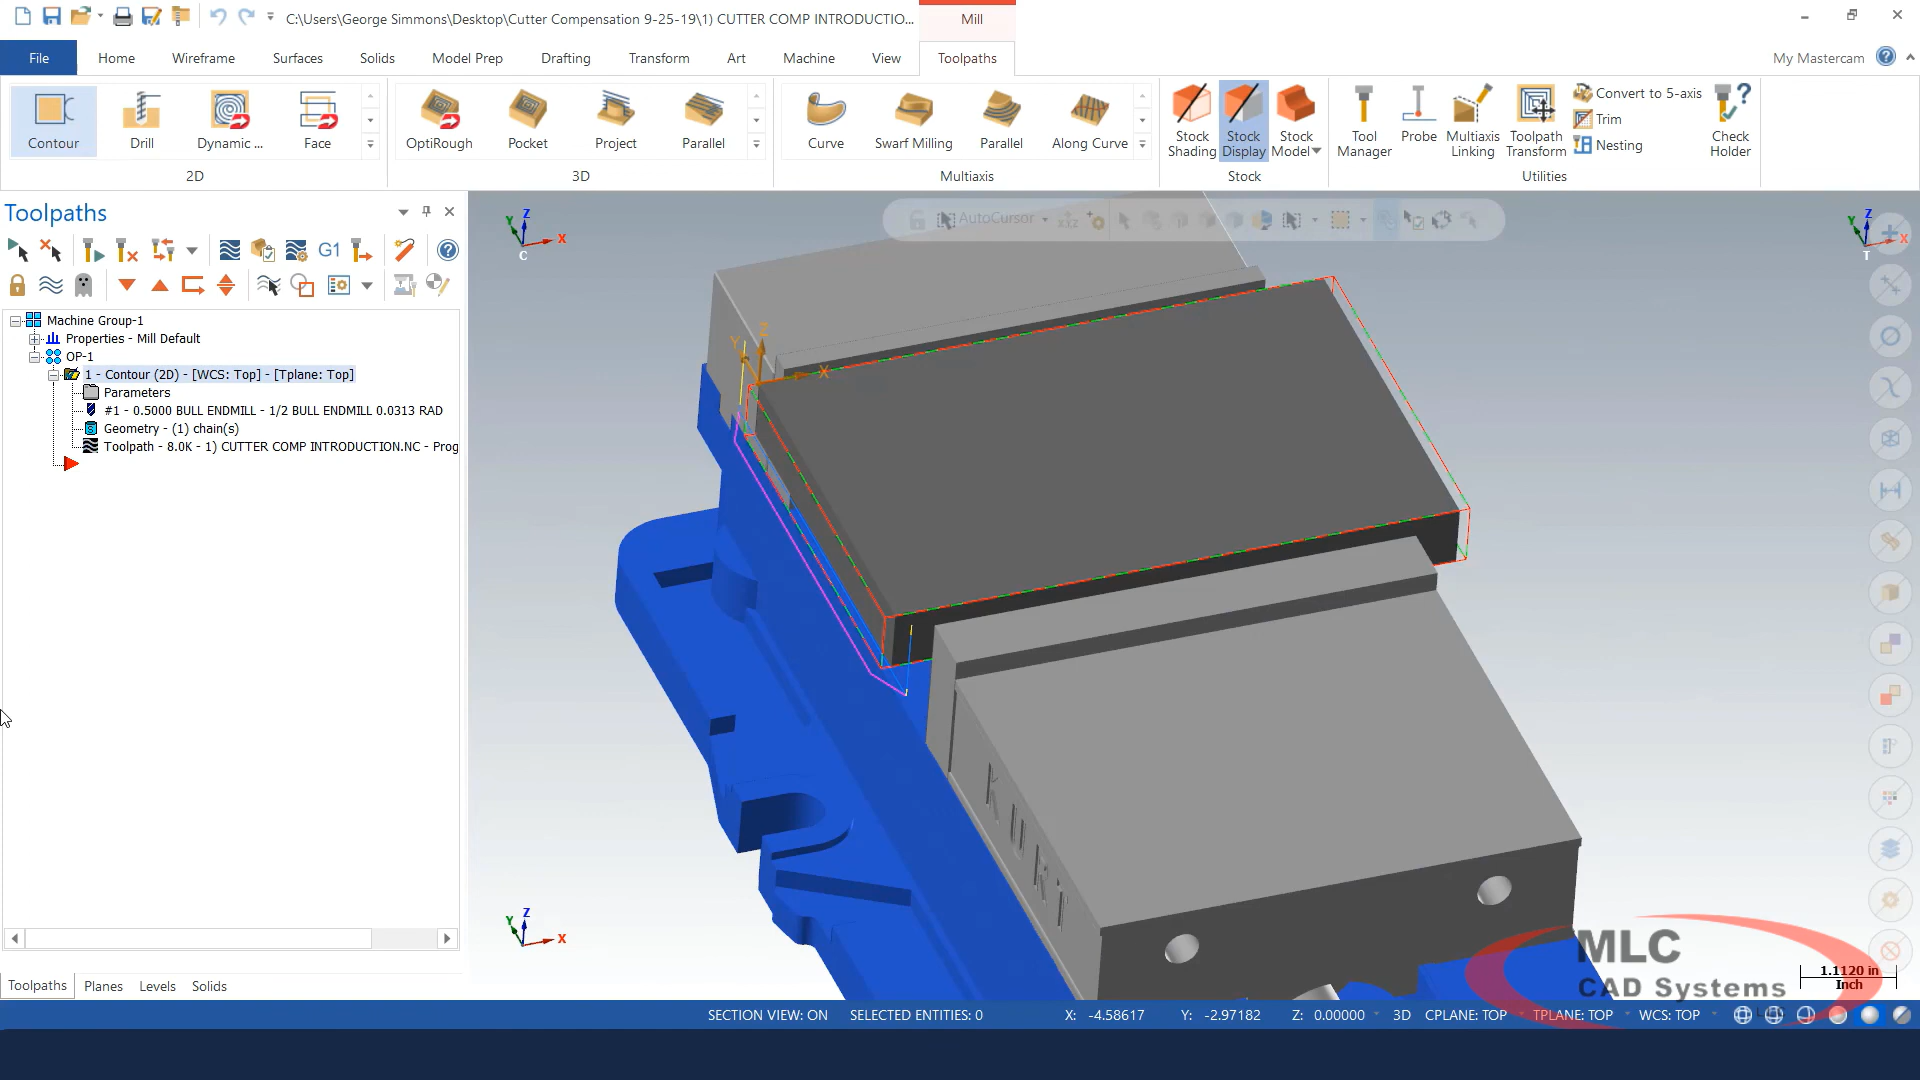 C:\Users\George Simmons\Desktop\Cutter Compensation 9-25-19\1) CUTTER COMP INTRODUCTIO...
Mill
File
Home
Wireframe
Surfaces
Solids
Model Prep
Drafting
Transform
Art
Machine
View
Toolpaths
My Mastercam
Contour
Drill
Dynamic ...
Face
2D
OptiRough
Pocket
Project
Parallel
3D
Curve
Swarf Milling
Parallel
Along Curve
Multiaxis
Stock Shading
Stock Display
Stock Model
Stock
Tool Manager
Probe
Multiaxis Linking
Toolpath Transform
Convert to 5-axis
Trim
Nesting
Check Holder
Utilities
Toolpaths
G1
AutoCursor
Machine Group-1
Properties - Mill Default
OP-1
1 - Contour (2D) - [WCS: Top] - [Tplane: Top]
Parameters
#1 - 0.5000 BULL ENDMILL - 1/2 BULL ENDMILL 0.0313 RAD
Geometry - (1) chain(s)
Toolpath - 8.0K - 1) CUTTER COMP INTRODUCTION.NC - Prog
Z
Y
X
C
Z
Y
X
T
Z
Y
X
KURT
Z
Y
X
MLC
CAD Systems
1.1120 in
Inch
Toolpaths
Planes
Levels
Solids
SECTION VIEW: ON
SELECTED ENTITIES: 0
X: -4.58617
Y: -2.97182
Z: 0.00000
3D
CPLANE: TOP
TPLANE: TOP
WCS: TOP